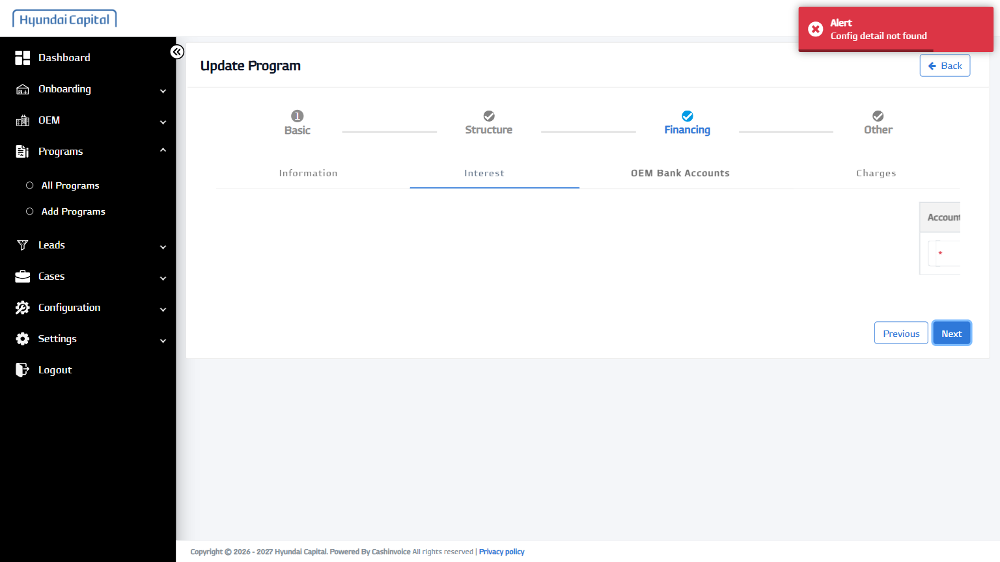 Hyundai Capital
Alert
Config detail not found
Dashboard
Onboarding
OEM
Programs
All Programs
Add Programs
Leads
Cases
Configuration
Settings
Logout
Update Program
Back
1
Basic
Structure
Financing
Other
Information
Interest
OEM Bank Accounts
Charges
Account
*
Previous
Next
Copyright © 2026 - 2027 Hyundai Capital. Powered By Cashinvoice All rights reserved | Privacy policy